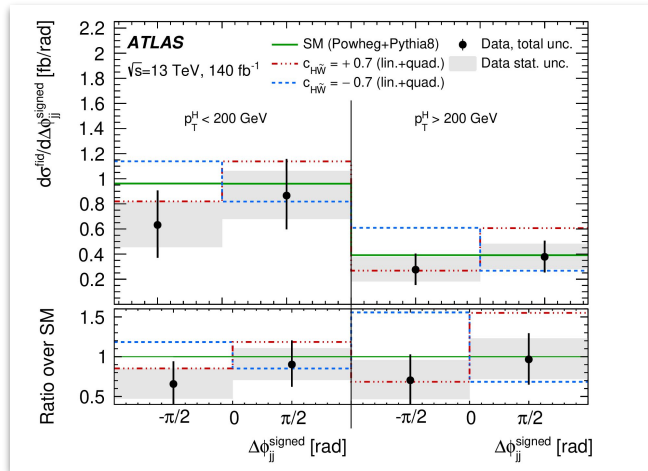 dσ^fid/dΔϕ_jj^signed [fb/rad]
2.2
2
1.8
1.6
1.4
1.2
1
0.8
0.6
0.4
0.2
ATLAS
√s=13 TeV, 140 fb⁻¹
SM (Powheg+Pythia8)
c_HW̃ = + 0.7 (lin.+quad.)
c_HW̃ = − 0.7 (lin.+quad.)
Data, total unc.
Data stat. unc.
p_T^H < 200 GeV
p_T^H > 200 GeV
Ratio over SM
1.5
1
0.5
-π/2
0
π/2
-π/2
0
π/2
Δϕ_jj^signed [rad]
Δϕ_jj^signed [rad]